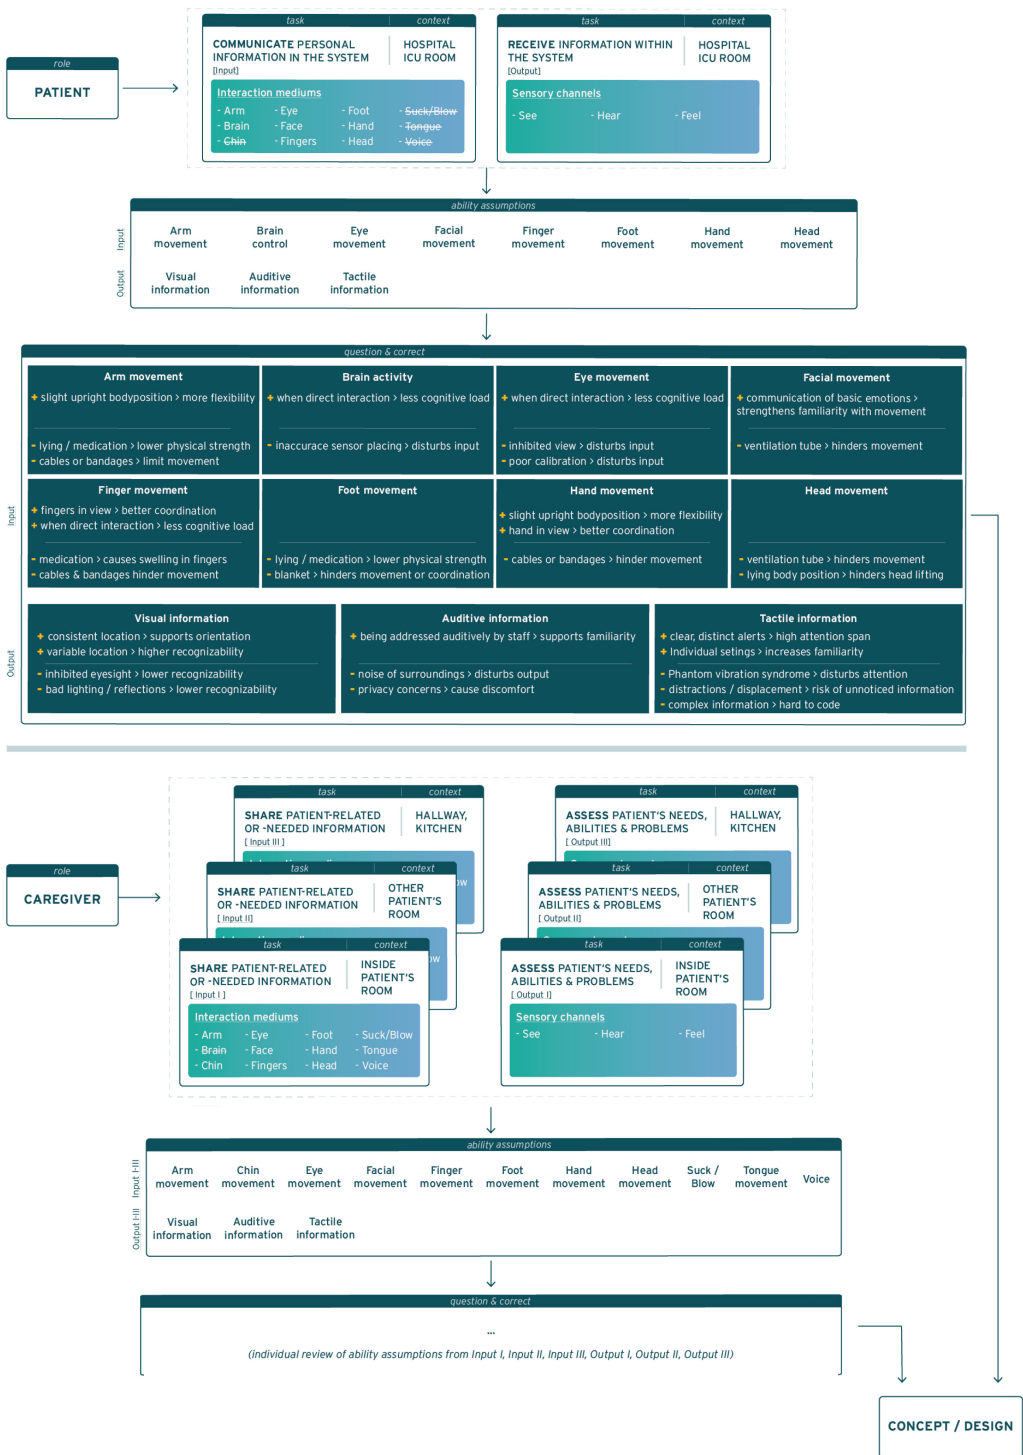 role
PATIENT
task
context
COMMUNICATE PERSONAL
INFORMATION IN THE SYSTEM
[Input]
HOSPITAL
ICU ROOM
Interaction mediums
- Arm
- Eye
- Foot
- Suck/Blow
- Brain
- Face
- Hand
- Tongue
- Chin
- Fingers
- Head
- Voice
task
context
RECEIVE INFORMATION WITHIN
THE SYSTEM
[Output]
HOSPITAL
ICU ROOM
Sensory channels
- See
- Hear
- Feel
ability assumptions
Input
Arm
movement
Brain
control
Eye
movement
Facial
movement
Finger
movement
Foot
movement
Hand
movement
Head
movement
Output
Visual
information
Auditive
information
Tactile
information
question & correct
Input
Arm movement
+ slight upright bodyposition > more flexibility
- lying / medication > lower physical strength
- cables or bandages > limit movement
Brain activity
+ when direct interaction > less cognitive load
- inaccurace sensor placing > disturbs input
Eye movement
+ when direct interaction > less cognitive load
- inhibited view > disturbs input
- poor calibration > disturbs input
Facial movement
+ communication of basic emotions >
strengthens familiarity with movement
- ventilation tube > hinders movement
Finger movement
+ fingers in view > better coordination
+ when direct interaction > less cognitive load
- medication > causes swelling in fingers
- cables & bandages hinder movement
Foot movement
- lying / medication > lower physical strength
- blanket > hinders movement or coordination
Hand movement
+ slight upright bodyposition > more flexibility
+ hand in view > better coordination
- cables or bandages > hinder movement
Head movement
- ventilation tube > hinders movement
- lying body position > hinders head lifting
Output
Visual information
+ consistent location > supports orientation
+ variable location > higher recognizability
- inhibited eyesight > lower recognizability
- bad lighting / reflections > lower recognizability
Auditive information
+ being addressed auditively by staff > supports familiarity
- noise of surroundings > disturbs output
- privacy concerns > cause discomfort
Tactile information
+ clear, distinct alerts > high attention span
+ Individual setings > increases familiarity
- Phantom vibration syndrome > disturbs attention
- distractions / displacement > risk of unnoticed information
- complex information > hard to code
role
CAREGIVER
task
context
SHARE PATIENT-RELATED
OR -NEEDED INFORMATION
[ Input III ]
HALLWAY,
KITCHEN
task
context
SHARE PATIENT-RELATED
OR -NEEDED INFORMATION
[ Input II]
OTHER
PATIENT'S
ROOM
task
context
SHARE PATIENT-RELATED
OR -NEEDED INFORMATION
[ Input I ]
INSIDE
PATIENT'S
ROOM
Interaction mediums
- Arm
- Eye
- Foot
- Suck/Blow
- Brain
- Face
- Hand
- Tongue
- Chin
- Fingers
- Head
- Voice
task
context
ASSESS PATIENT'S NEEDS,
ABILITIES & PROBLEMS
[ Output III]
HALLWAY,
KITCHEN
task
context
ASSESS PATIENT'S NEEDS,
ABILITIES & PROBLEMS
[ Output II]
OTHER
PATIENT'S
ROOM
task
context
ASSESS PATIENT'S NEEDS,
ABILITIES & PROBLEMS
[ Output I]
INSIDE
PATIENT'S
ROOM
Sensory channels
- See
- Hear
- Feel
ability assumptions
Input I-III
Arm
movement
Chin
movement
Eye
movement
Facial
movement
Finger
movement
Foot
movement
Hand
movement
Head
movement
Suck /
Blow
Tongue
movement
Voice
Output I-III
Visual
information
Auditive
information
Tactile
information
question & correct
...
(individual review of ability assumptions from Input I, Input II, Input III, Output I, Output II, Output III)
CONCEPT / DESIGN